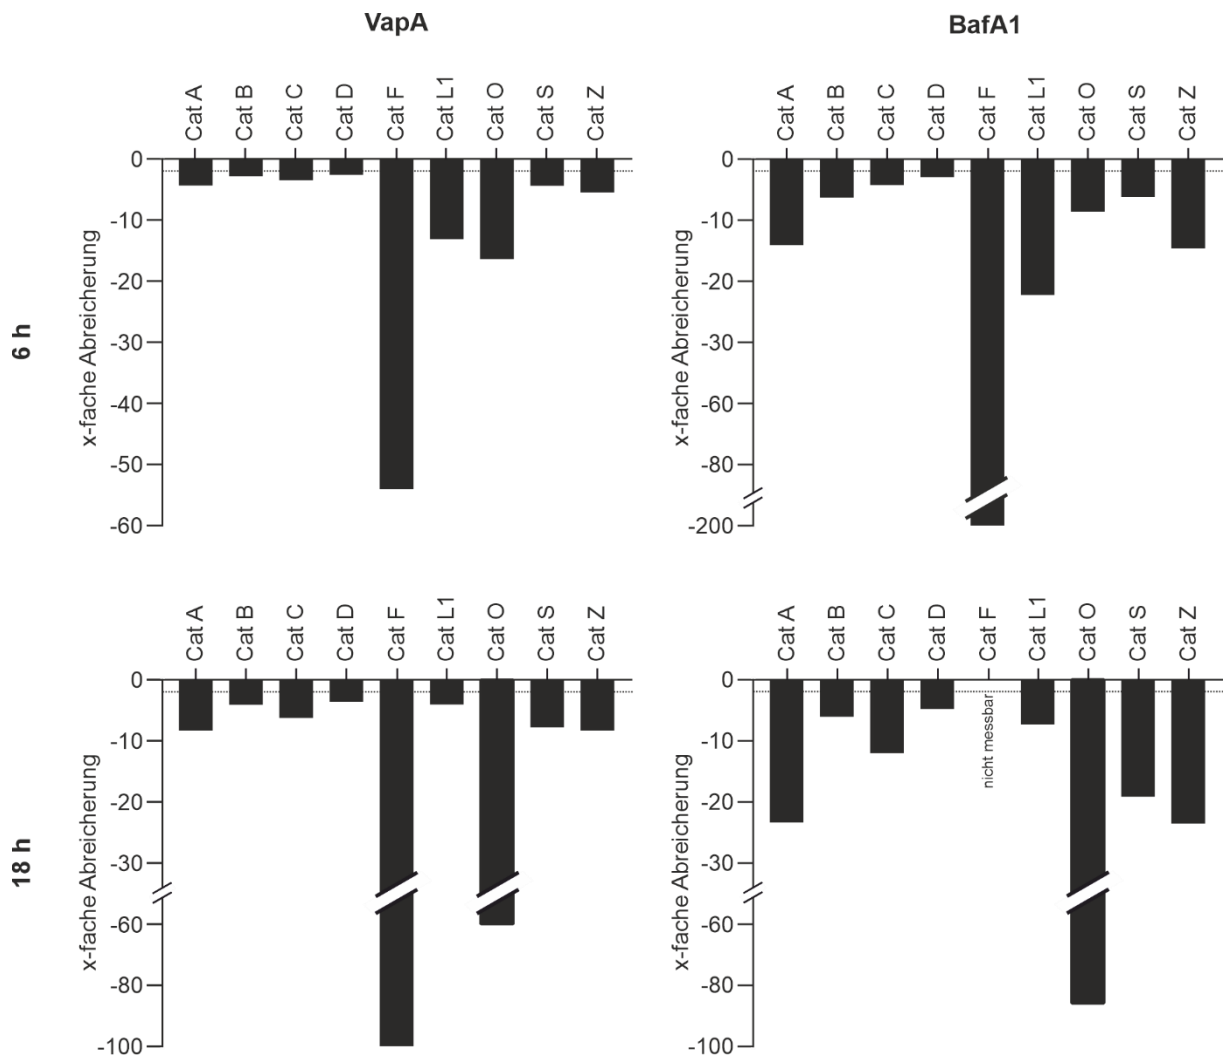 VapA
BafA1
6 h
x-fache Abreicherung
Cat A
Cat B
Cat C
Cat D
Cat F
Cat L1
Cat O
Cat S
Cat Z
0
-10
-20
-30
-40
-50
-60
x-fache Abreicherung
Cat A
Cat B
Cat C
Cat D
Cat F
Cat L1
Cat O
Cat S
Cat Z
0
-10
-20
-30
-60
-80
-200
18 h
x-fache Abreicherung
Cat A
Cat B
Cat C
Cat D
Cat F
Cat L1
Cat O
Cat S
Cat Z
0
-10
-20
-30
-60
-80
-100
x-fache Abreicherung
Cat A
Cat B
Cat C
Cat D
Cat F
Cat L1
Cat O
Cat S
Cat Z
nicht messbar
0
-10
-20
-30
-60
-80
-100